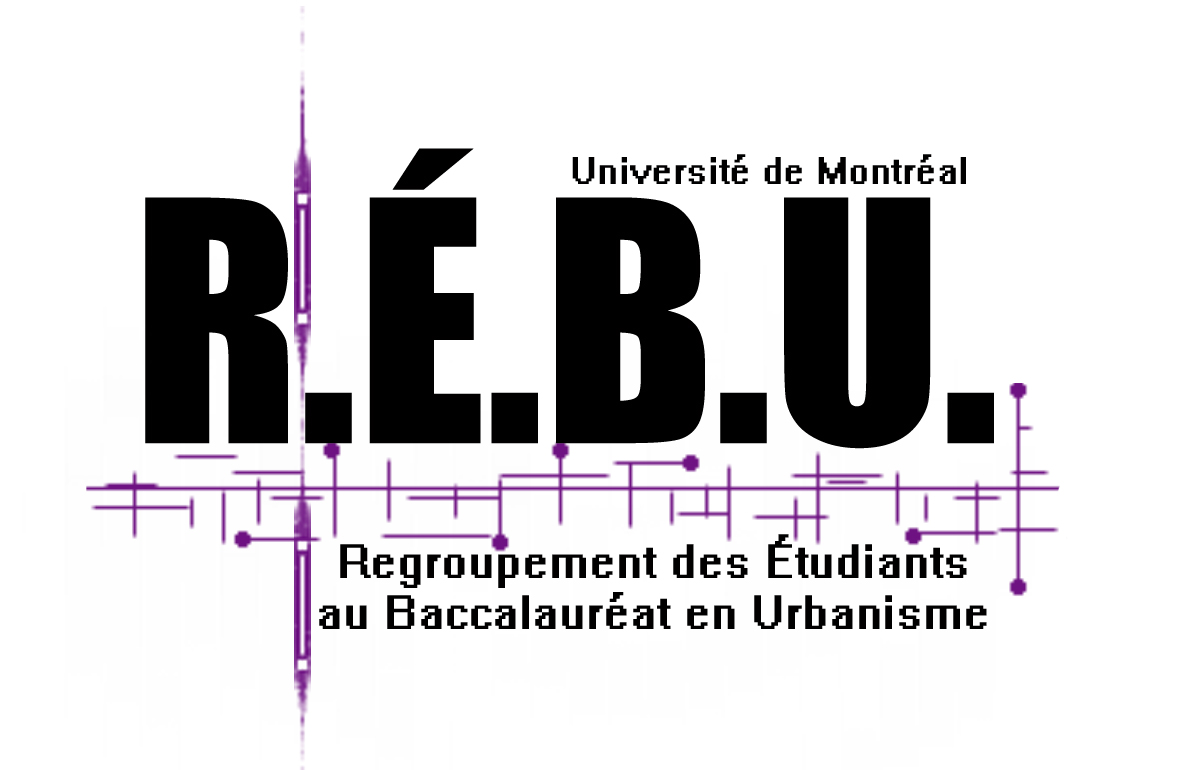 Université de Montréal
R.É.B.U.
Regroupement des Étudiants
au Baccalauréat en Urbanisme